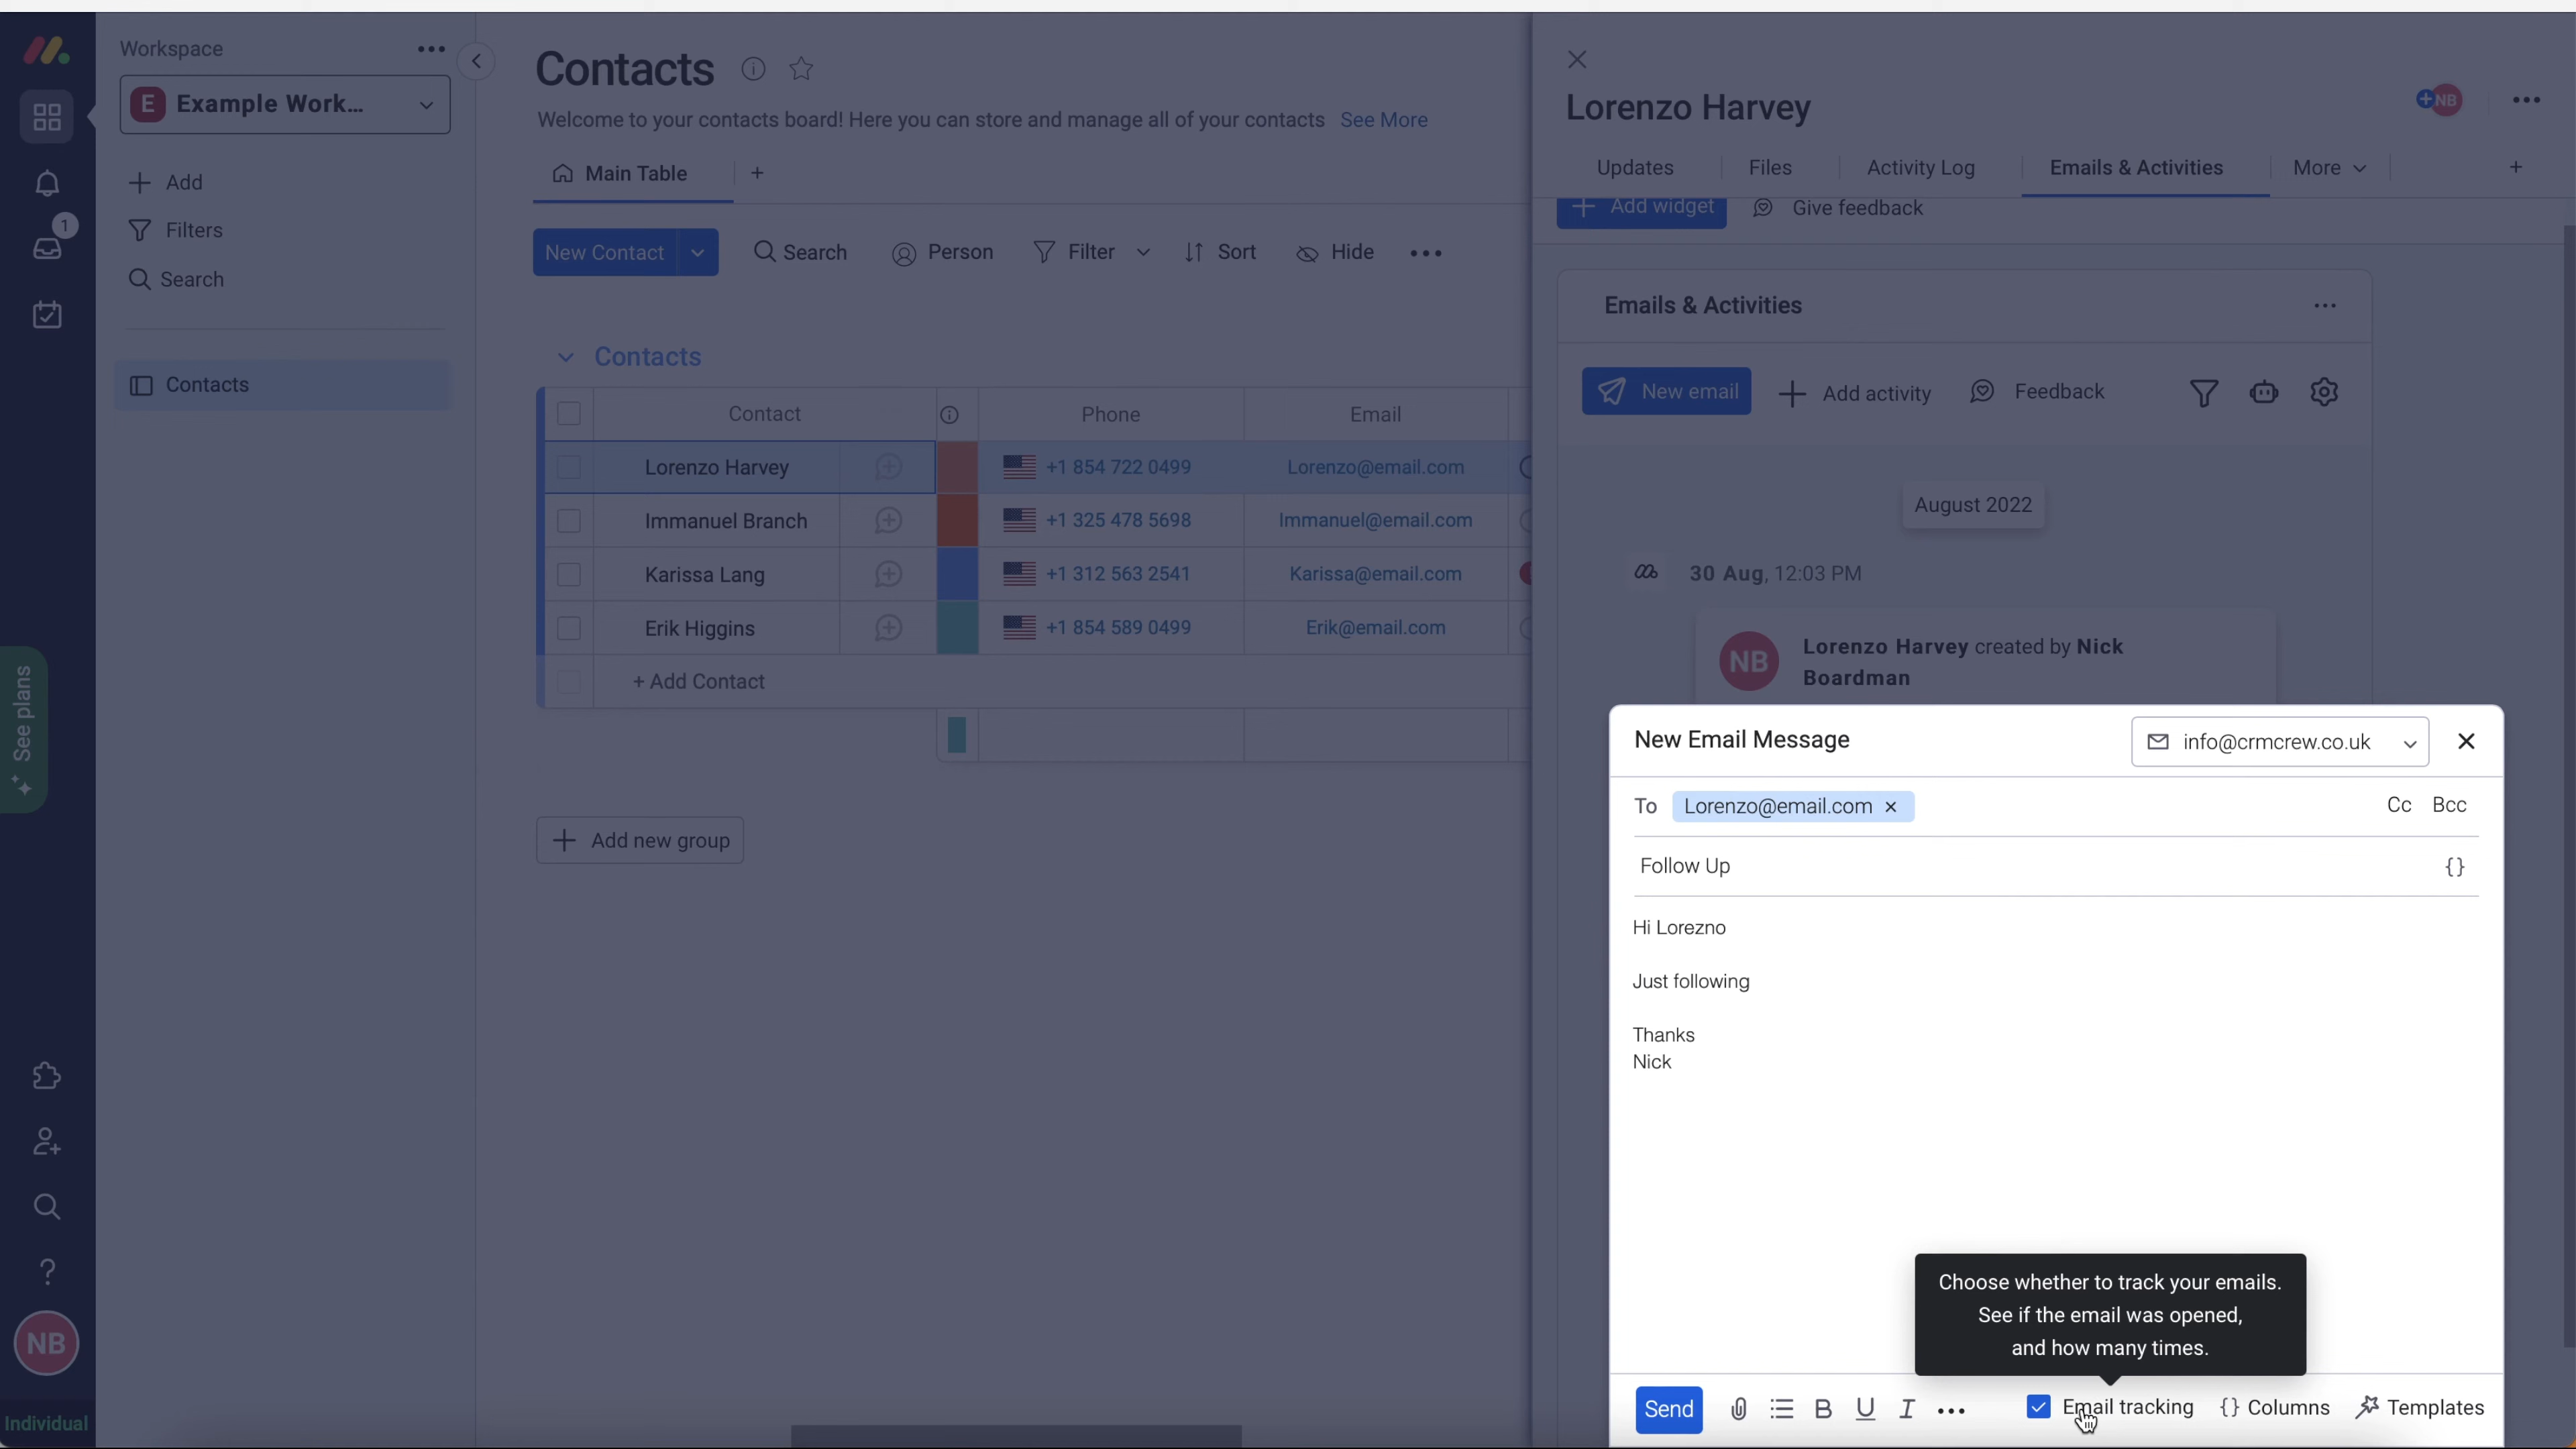 Workspace
E Example Work...
Add
Filters
1
Search
Contacts
See plans
NB
Individual
Contacts
Welcome to your contacts board! Here you can store and manage all of your contacts See More
Main Table +
New Contact Search Person Filter Sort Hide
Contacts
Contact Phone Email
Lorenzo Harvey +1 854 722 0499 Lorenzo@email.com
Immanuel Branch +1 325 478 5698 Immanuel@email.com
Karissa Lang +1 312 563 2541 Karissa@email.com
Erik Higgins +1 854 589 0499 Erik@email.com
+ Add Contact
+ Add new group
Lorenzo Harvey
NB
Updates Files Activity Log Emails & Activities More +
+ Add widget Give feedback
Emails & Activities
New email + Add activity Feedback
August 2022
30 Aug, 12:03 PM
NB Lorenzo Harvey created by Nick
Boardman
New Email Message info@crmcrew.co.uk
To Lorenzo@email.com Cc Bcc
Follow Up {}
Hi Lorezno
Just following
Thanks
Nick
Choose whether to track your emails.
See if the email was opened,
and how many times.
Send B U I Email tracking {} Columns Templates